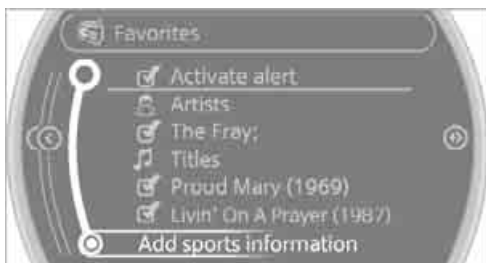 Favorites
Activate alert
Artists
The Fray:
Titles
Proud Mary (1969)
Livin' On A Prayer (1987)
Add sports information